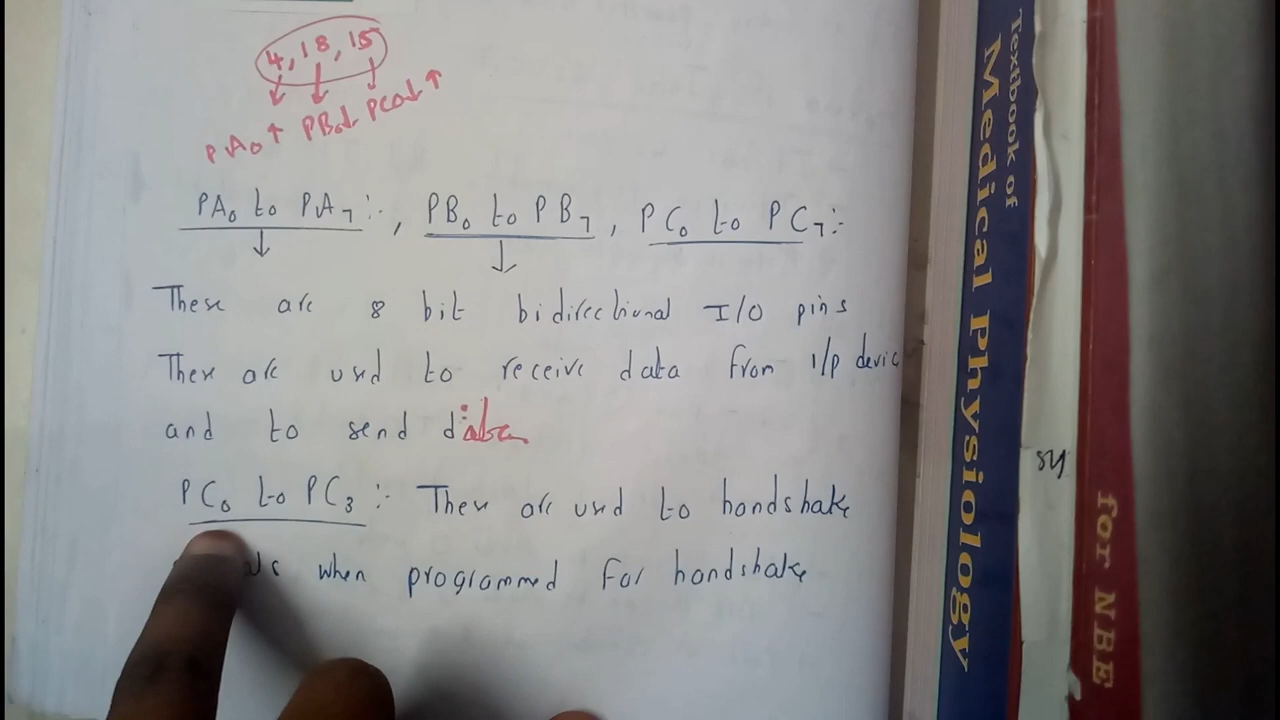 4, 18, 15
PA0 ↑ PB0↓ PC0↓ ↑
PA0 to PA7 :- , PB0 to PB7 , PC0 to PC7 :-
These are 8 bit bidirectional I/O pins
These are used to receive data from i/p devic
and to send
PC0 to PC3 :- These are used to handshake
when programmed for handshake
Textbook of
Medical Physiology
sy
for NBE